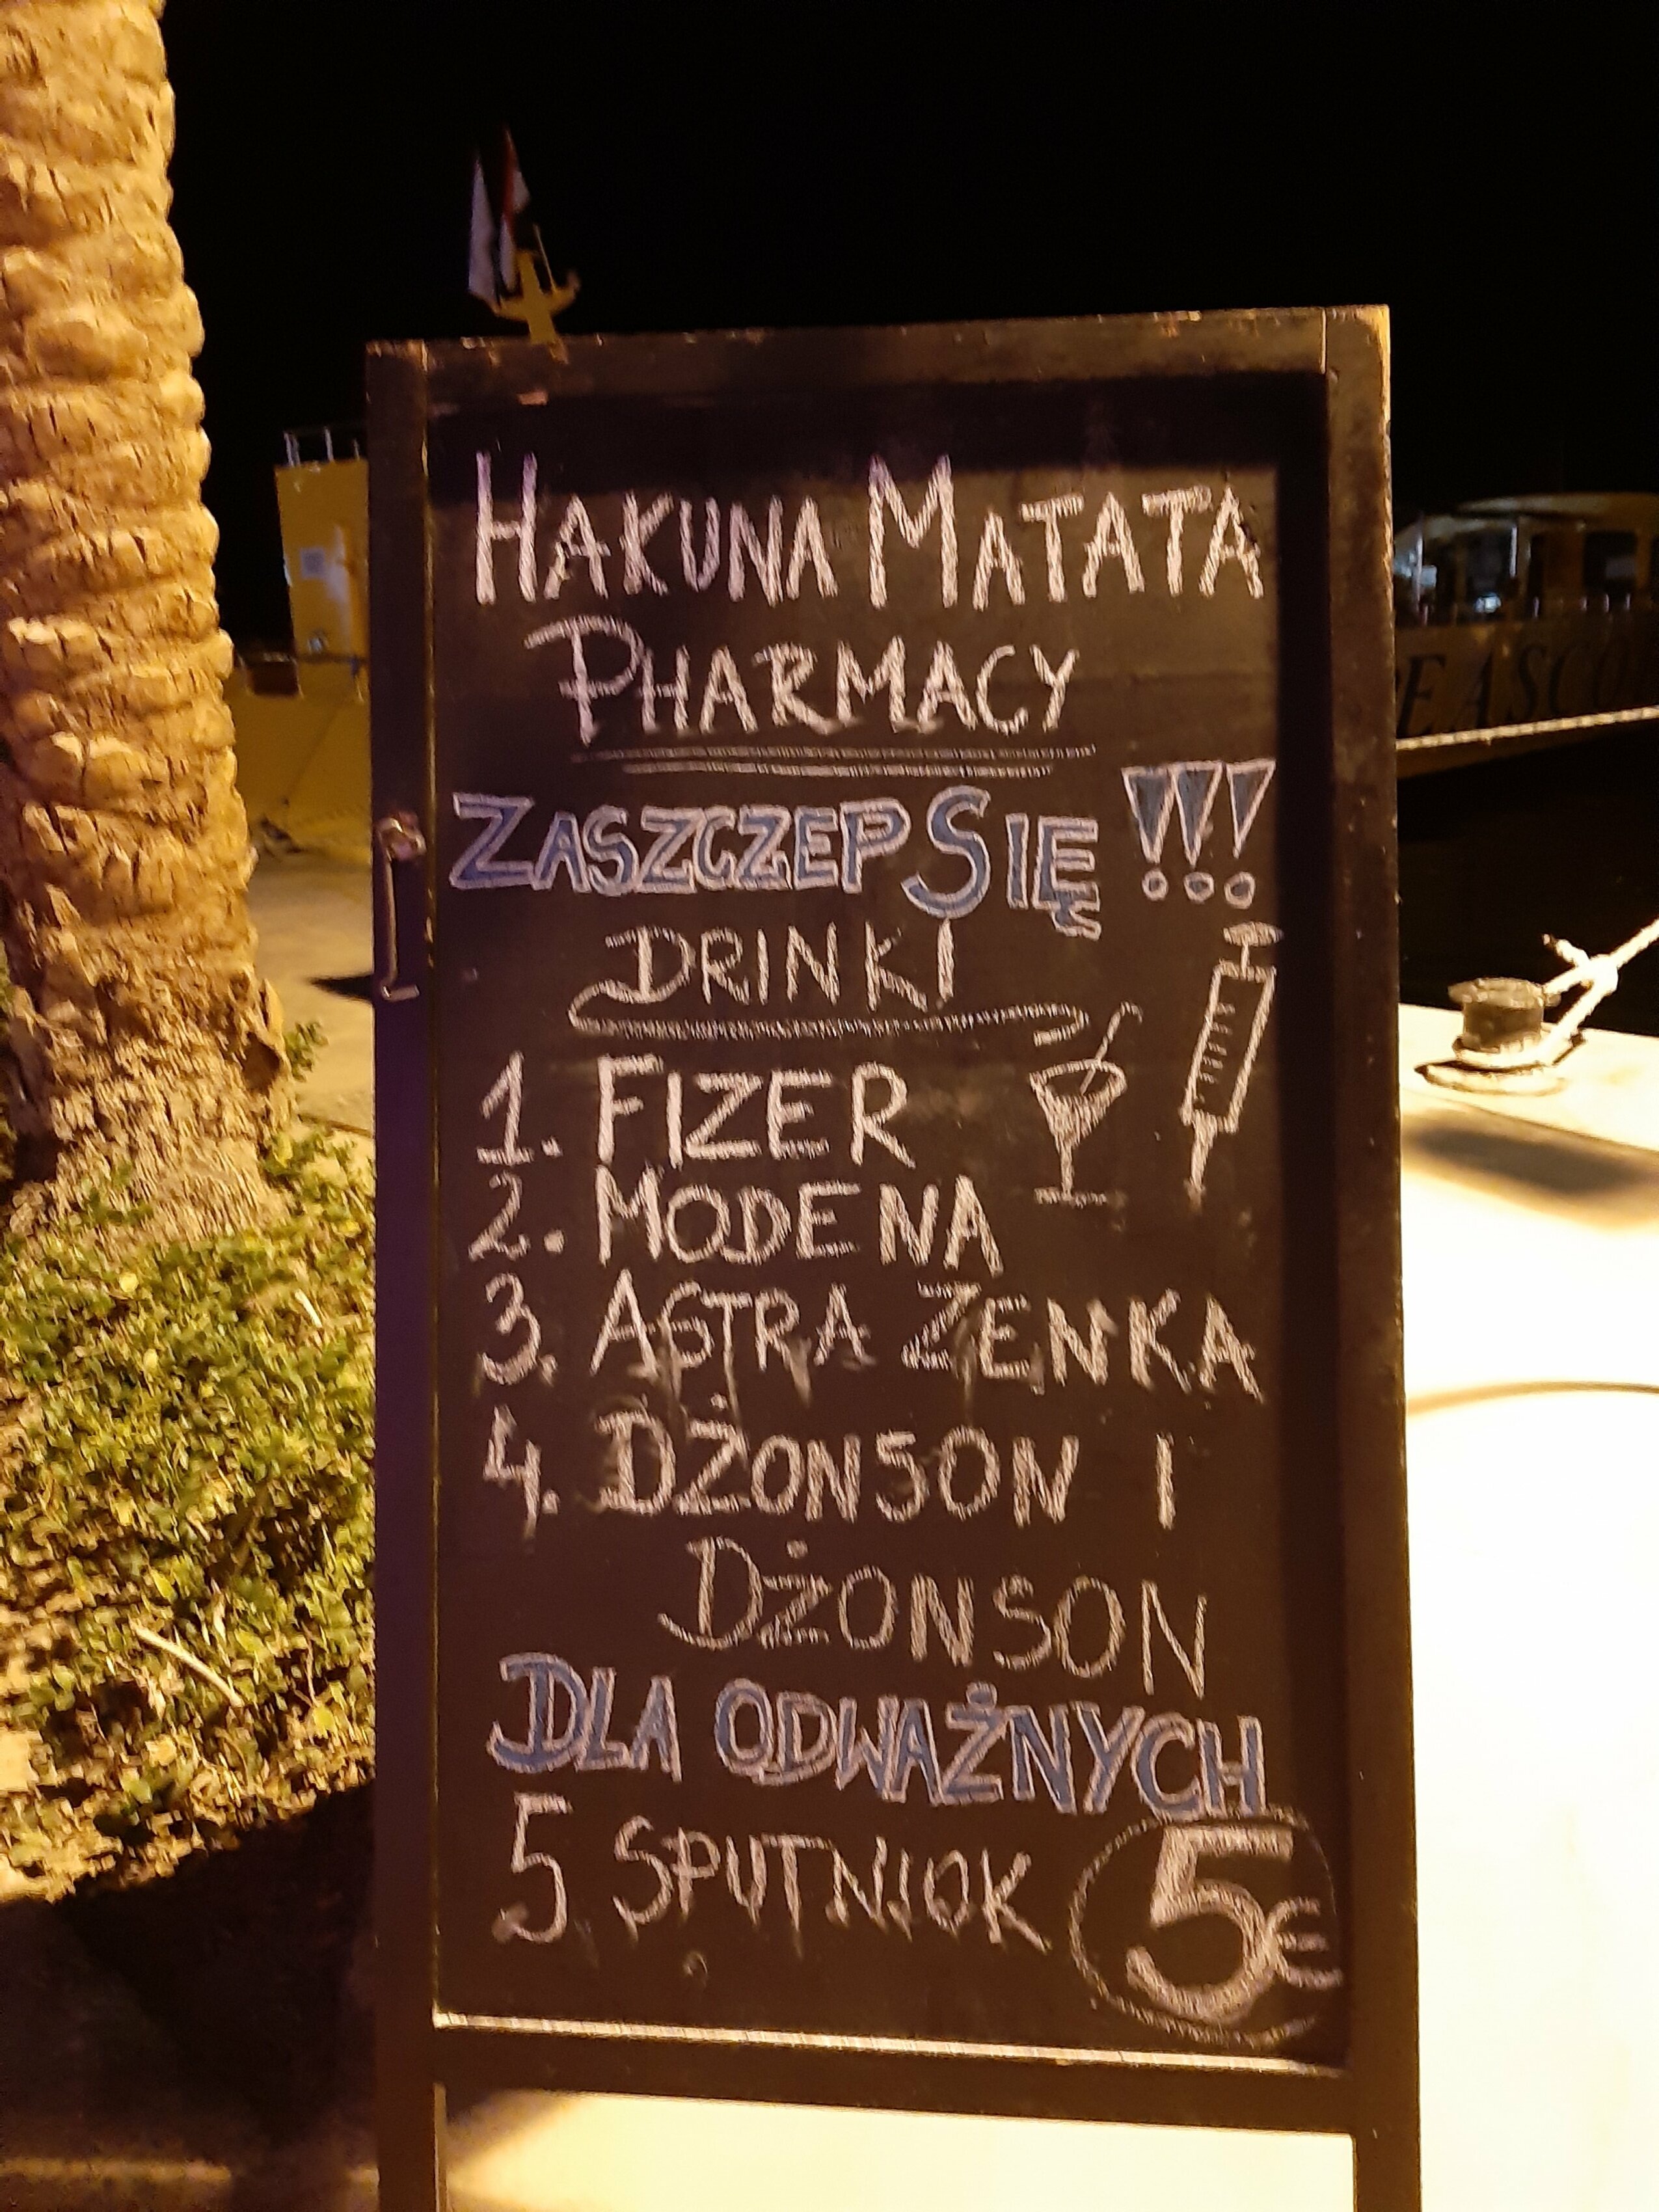 HAKUNA MATATA
PHARMACY
ZASZCZEP SIĘ !!!
DRINKI
1. FIZER
2. MODENA
3. ASTRA ZENKA
4. DŻONSON I
DŻONSON
DLA ODWAŻNYCH
5 SPUTNIOK 5€